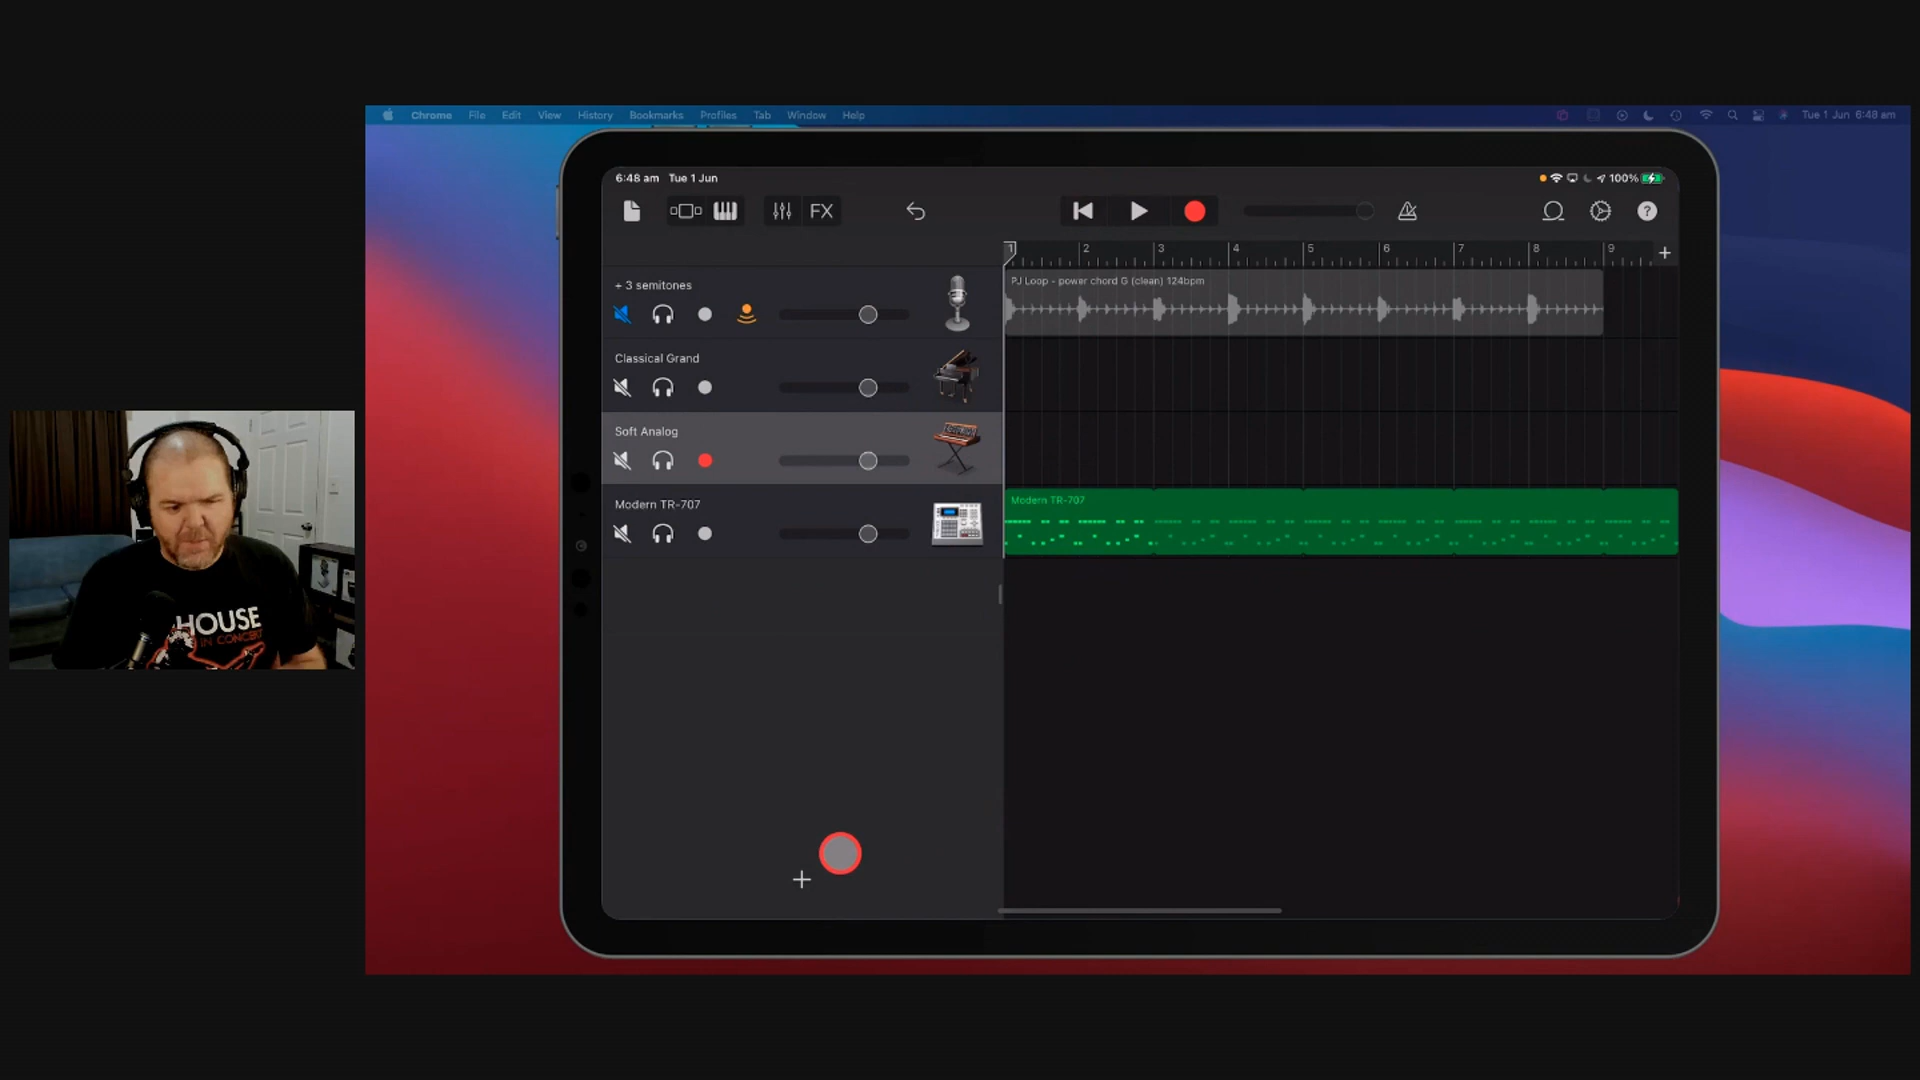 Chrome File Edit View History Bookmarks Profiles Tab Window Help
Tue 1 Jun 6:48 am
6:48 am Tue 1 Jun
100%
FX
?
1 2 3 4 5 6 7 8 9
+ 3 semitones
PJ Loop - power chord G (clean) 124bpm
Classical Grand
Soft Analog
Modern TR-707
Modern TR-707
HOUSE
IN CONCERT